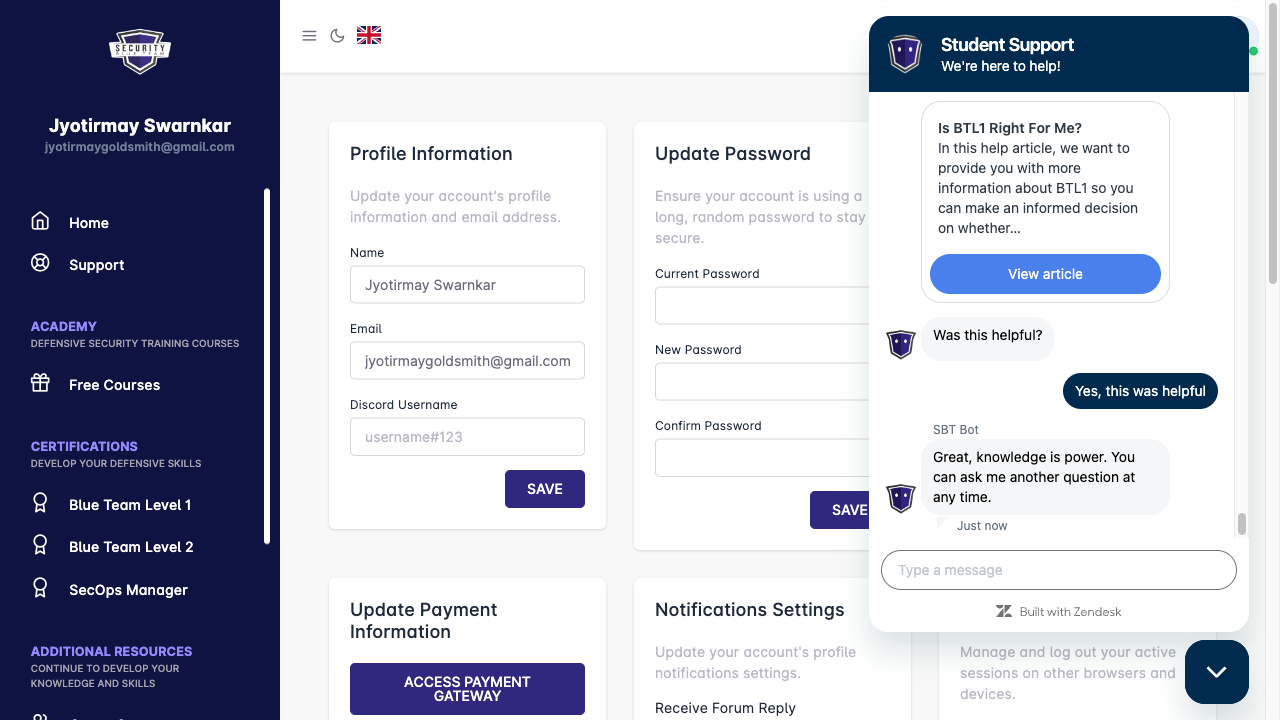 SECURITY
BLUE TEAM
Jyotirmay Swarnkar
jyotirmaygoldsmith@gmail.com
Home
Support
ACADEMY
DEFENSIVE SECURITY TRAINING COURSES
Free Courses
CERTIFICATIONS
DEVELOP YOUR DEFENSIVE SKILLS
Blue Team Level 1
Blue Team Level 2
SecOps Manager
ADDITIONAL RESOURCES
CONTINUE TO DEVELOP YOUR
KNOWLEDGE AND SKILLS
Profile Information
Update your account's profile
information and email address.
Name
Jyotirmay Swarnkar
Email
jyotirmaygoldsmith@gmail.com
Discord Username
username#123
SAVE
Update Password
Ensure your account is using a
long, random password to stay
secure.
Current Password
New Password
Confirm Password
SAVE
Update Payment
Information
ACCESS PAYMENT
GATEWAY
Notifications Settings
Update your account's profile
notifications settings.
Receive Forum Reply
Manage and log out your active
sessions on other browsers and
devices.
Student Support
We're here to help!
Is BTL1 Right For Me?
In this help article, we want to
provide you with more
information about BTL1 so you
can make an informed decision
on whether...
View article
Was this helpful?
Yes, this was helpful
SBT Bot
Great, knowledge is power. You
can ask me another question at
any time.
Just now
Type a message
Built with Zendesk